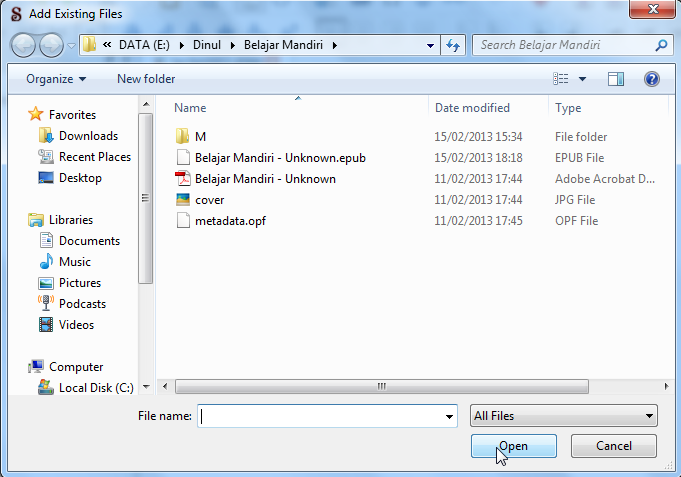 S Add Existing Files
« DATA (E:) Dinul Belajar Mandiri Search Belajar Mandiri
Organize New folder
Name Date modified Type
Favorites
Downloads
Recent Places
Desktop
Libraries
Documents
Music
Pictures
Podcasts
Videos
Computer
Local Disk (C:)
M 15/02/2013 15:34 File folder
Belajar Mandiri - Unknown.epub 15/02/2013 18:18 EPUB File
Belajar Mandiri - Unknown 11/02/2013 17:44 Adobe Acrobat D...
cover 11/02/2013 17:44 JPG File
metadata.opf 11/02/2013 17:45 OPF File
File name: All Files
Open Cancel